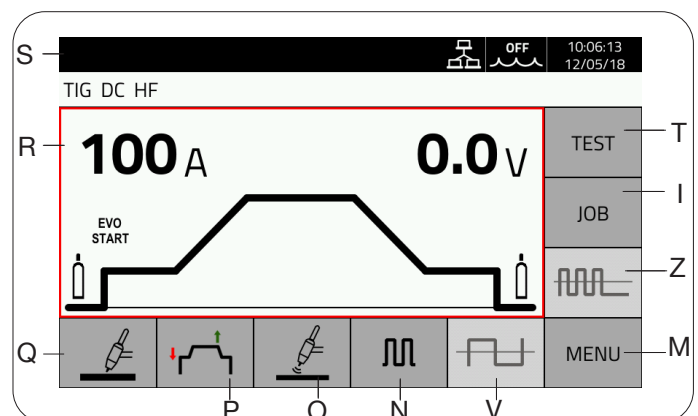 S
OFF
10:06:13
12/05/18
TIG DC HF
R
100 A
0.0 V
TEST
T
EVO
START
JOB
I
Z
Q
MENU
M
P
O
N
V